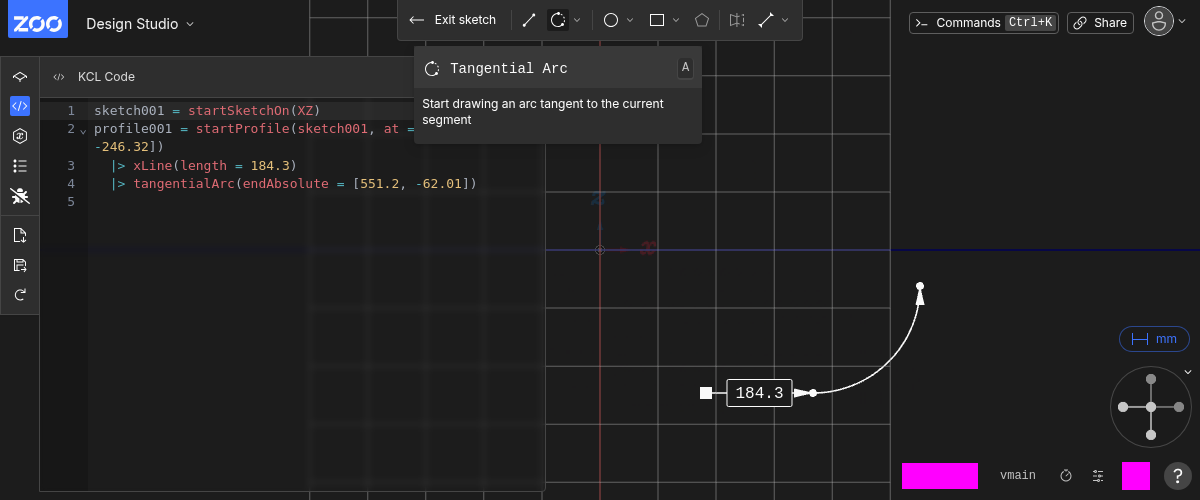 ZOO
Design Studio
Exit sketch
Commands Ctrl+K
Share
KCL Code
Tangential Arc
A
Start drawing an arc tangent to the current
segment
1 sketch001 = startSketchOn(XZ)
2 profile001 = startProfile(sketch001, at =
-246.32])
3 |> xLine(length = 184.3)
4 |> tangentialArc(endAbsolute = [551.2, -62.01])
5
z
x
184.3
mm
vmain
?